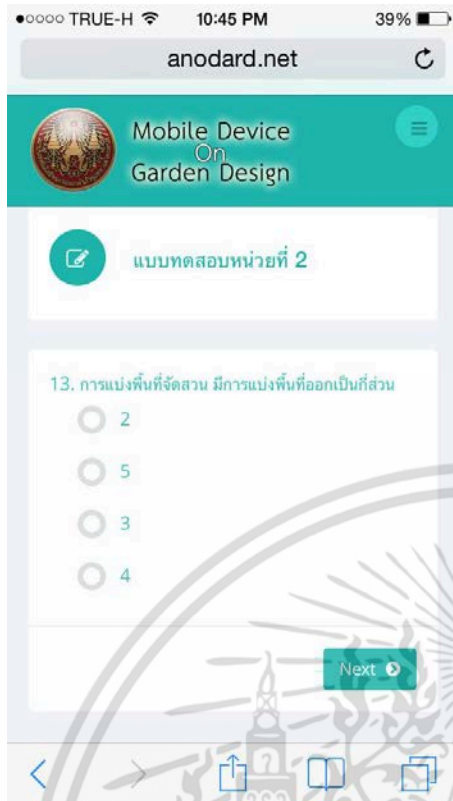 TRUE-H 10:45 PM 39%
anodard.net
Mobile Device
On
Garden Design
แบบทดสอบหน่วยที่ 2
13. การแบ่งพื้นที่จัดสวน มีการแบ่งพื้นที่ออกเป็นกี่ส่วน
2
5
3
4
Next